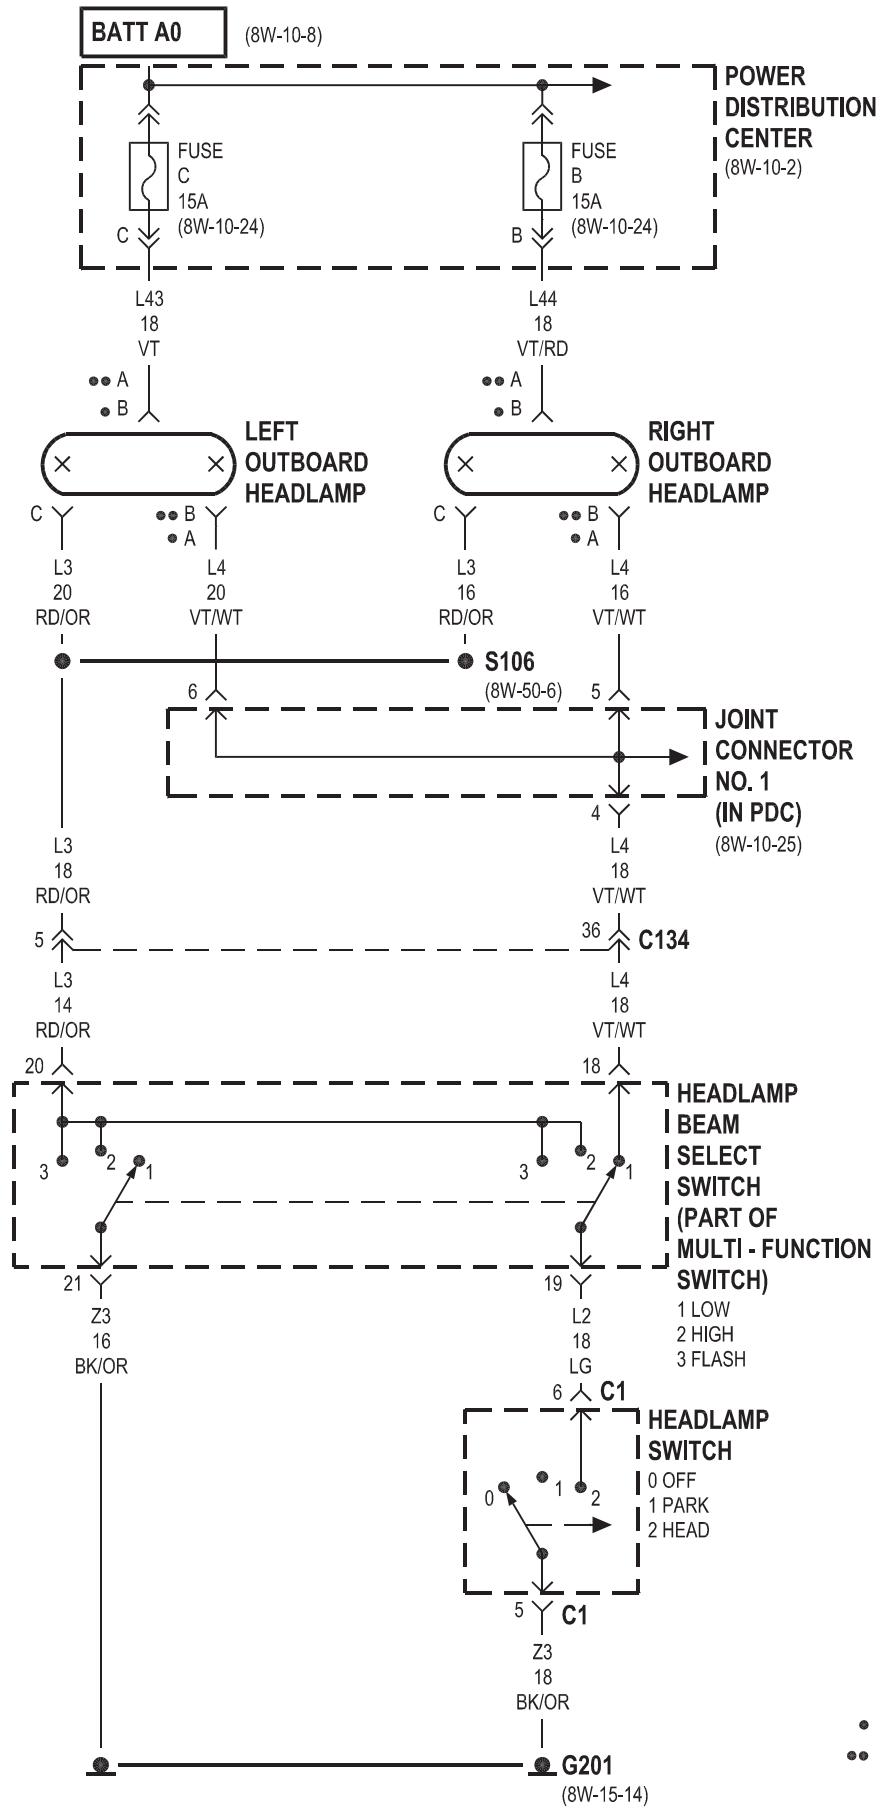 BATT A0 (8W-10-8)
POWER
DISTRIBUTION
CENTER
(8W-10-2)
FUSE
C
15A
(8W-10-24)
C
FUSE
B
15A
(8W-10-24)
B
L43
18
VT
L44
18
VT/RD
A
B
A
B
LEFT
OUTBOARD
HEADLAMP
RIGHT
OUTBOARD
HEADLAMP
C
B
A
C
B
A
L3
20
RD/OR
L4
20
VT/WT
L3
16
RD/OR
L4
16
VT/WT
S106
(8W-50-6)
6
5
JOINT
CONNECTOR
NO. 1
(IN PDC)
(8W-10-25)
4
L3
18
RD/OR
L4
18
VT/WT
5
36
C134
L3
14
RD/OR
L4
18
VT/WT
20
18
HEADLAMP
BEAM
SELECT
SWITCH
(PART OF
MULTI - FUNCTION
SWITCH)
1 LOW
2 HIGH
3 FLASH
3
2
1
3
2
1
21
19
Z3
16
BK/OR
L2
18
LG
6 C1
HEADLAMP
SWITCH
0 OFF
1 PARK
2 HEAD
0
1
2
5 C1
Z3
18
BK/OR
G201
(8W-15-14)